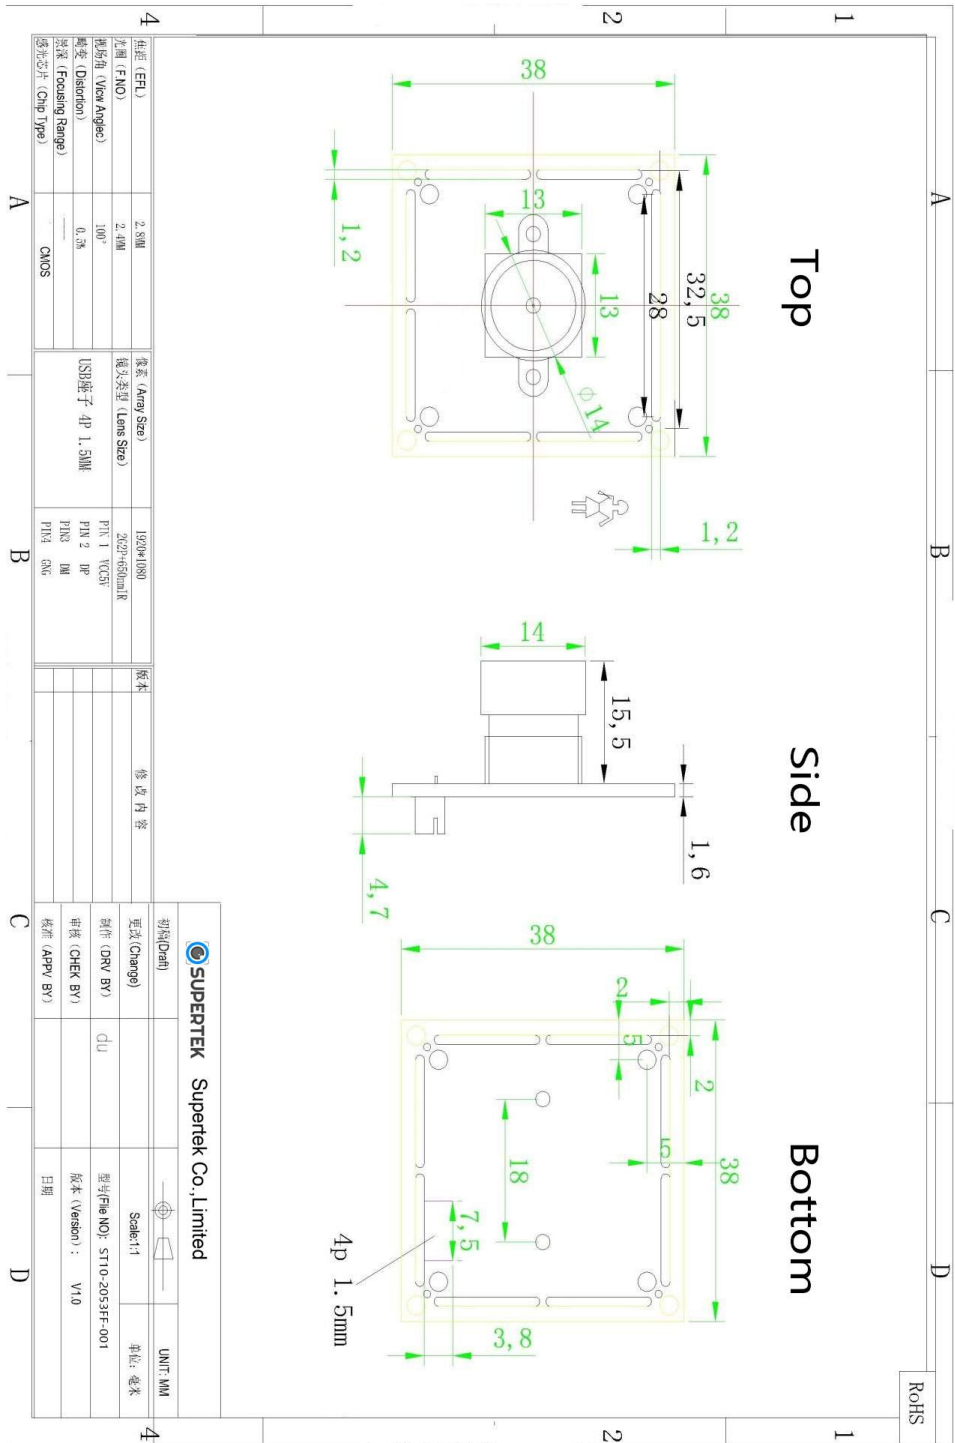 4
2
1
A
B
C
D
RoHS
Top
38
38
13
13
28
32,5
Φ14
1,2
1,2
Side
14
15,5
1,6
4,7
Bottom
38
38
2
2
5
5
18
7,5
3,8
4p 1.5mm
焦距 (EFL)
光圈 (F.NO)
视场角 (View Anglec)
畸变 (Distortion)
景深 (Focusing Range)
感光芯片 (Chip Type)
2.8MM
2.4MM
100°
0.5%
———
CMOS
像素 (Array Size) 1920*1080
镜头类型 (Lens Size) 2G2P+650nmIR
USB座子 4P 1.5MM
PIN 1 VCC5V
PIN 2 DP
PIN3 DM
PIN4 GNG
版本 修改内容
SUPERTEK Supertek Co.,Limited
初稿(Draft)
更改(Change)
制作 (DRV BY) du
审核 (CHEK BY)
核准 (APPV BY)
UNIT: MM
Scale:1:1 单位: 毫米
型号(Flie NO): ST10-2053FF-001
版本 (Version) : V1.0
日期
A
B
C
D
4
2
1
4